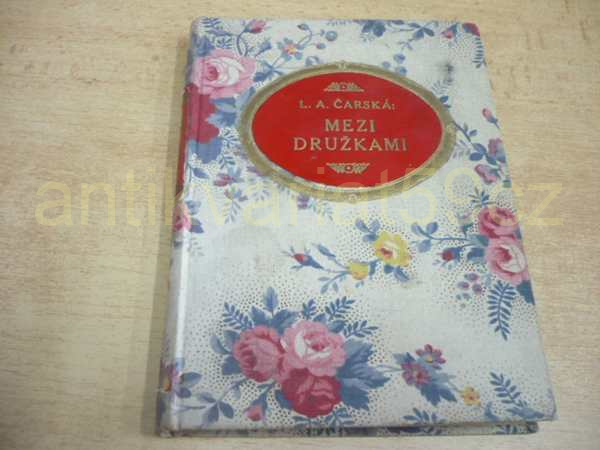 L. A. ČARSKÁ:
MEZI
DRUŽKAMI